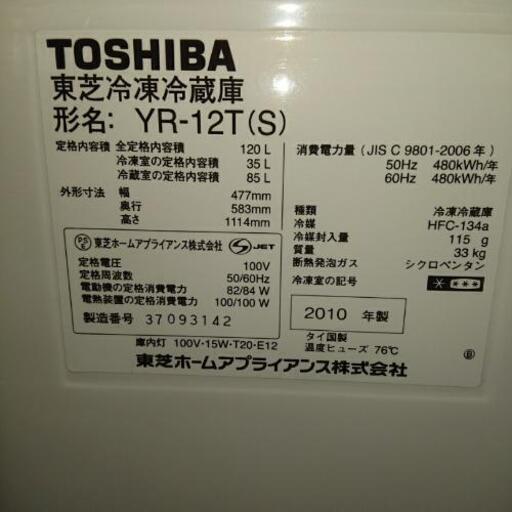 TOSHIBA
東芝冷凍冷蔵庫
形名: YR-12T(S)
定格内容積 全定格内容積 120 L
冷凍室の定格内容積 35 L
冷蔵室の定格内容積 85 L
外形寸法 幅 477mm
奥行 583mm
高さ 1114mm
消費電力量 (JIS C 9801-2006年)
50Hz 480kWh/年
60Hz 480kWh/年
種類 冷凍冷蔵庫
冷媒 HFC-134a
冷媒封入量 115 g
質量 33 kg
断熱発泡ガス シクロペンタン
冷凍室の記号
PS E 東芝ホームアプライアンス株式会社 JET
定格電圧 100V
定格周波数 50/60Hz
電動機の定格消費電力 82/84 W
電熱装置の定格消費電力 100/100 W
製造番号 37093142
2010 年製
タイ国製
温度ヒューズ 76℃
庫内灯 100V-15W-T20-E12
東芝ホームアプライアンス株式会社